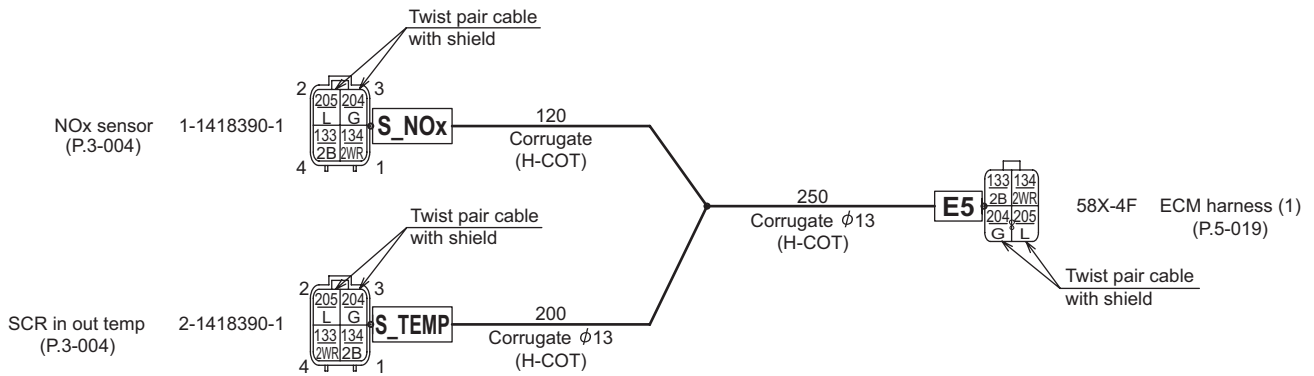 Twist pair cable
with shield
2 3
205 204
L G
133 134
2B 2WR
4 1
NOx sensor
(P.3-004)
1-1418390-1
S_NOx
120
Corrugate
(H-COT)
250
Corrugate φ13
(H-COT)
E5
133 134
2B 2WR
204 205
G L
58X-4F
ECM harness (1)
(P.5-019)
Twist pair cable
with shield
Twist pair cable
with shield
2 3
205 204
L G
133 134
2WR 2B
4 1
SCR in out temp
(P.3-004)
2-1418390-1
S_TEMP
200
Corrugate φ13
(H-COT)